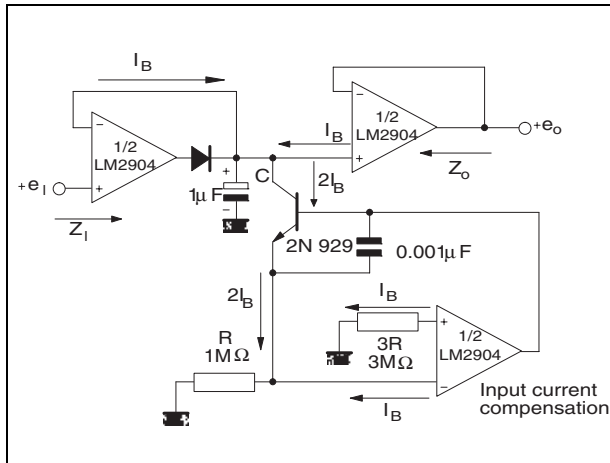 I_B
1/2
LM2904
+e_I
Z_I
+
1μF
−
C
2I_B
I_B
1/2
LM2904
+e_o
Z_o
2N 929
0.001μF
2I_B
R
1MΩ
I_B
3R
3MΩ
1/2
LM2904
I_B
Input current
compensation